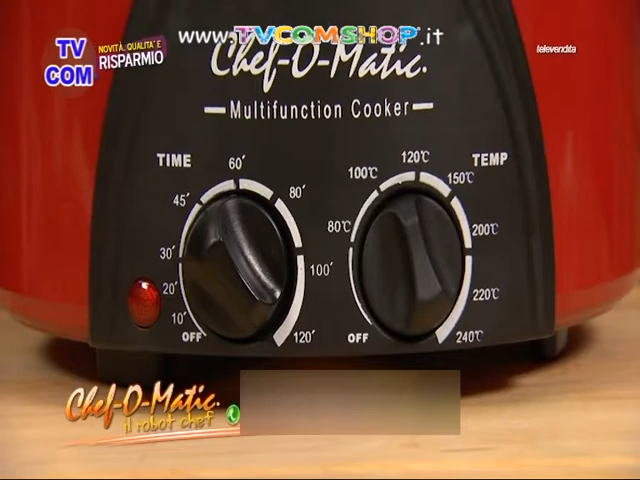 www.TVCOMSHOP.it
TV
COM
NOVITÀ, QUALITA' E
RISPARMIO
televendita
Chef-O-Matic.
Multifunction Cooker
TIME
OFF
10′
20′
30′
45′
60′
80′
100′
120′
TEMP
OFF
80℃
100℃
120℃
150℃
200℃
220℃
240℃
Chef-O-Matic.
il robot chef